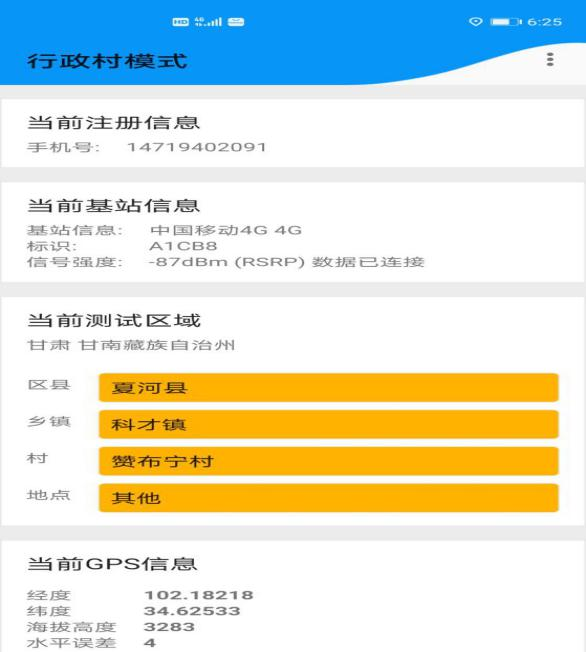 HD 4G 6:25
行政村模式
当前注册信息
手机号: 14719402091
当前基站信息
基站信息: 中国移动4G 4G
标识: A1CB8
信号强度: -87dBm (RSRP) 数据已连接
当前测试区域
甘肃 甘南藏族自治州
区县 夏河县
乡镇 科才镇
村 赞布宁村
地点 其他
当前GPS信息
经度 102.18218
纬度 34.62533
海拔高度 3283
水平误差 4